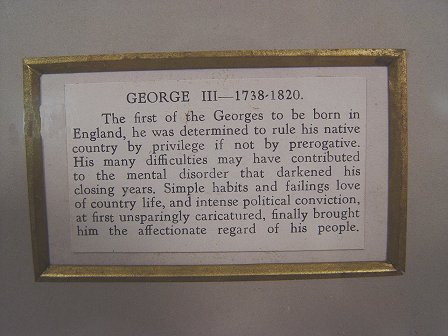 GEORGE III—1738-1820.
The first of the Georges to be born in
England, he was determined to rule his native
country by privilege if not by prerogative.
His many difficulties may have contributed
to the mental disorder that darkened his
closing years. Simple habits and failings love
of country life, and intense political conviction,
at first unsparingly caricatured, finally brought
him the affectionate regard of his people.